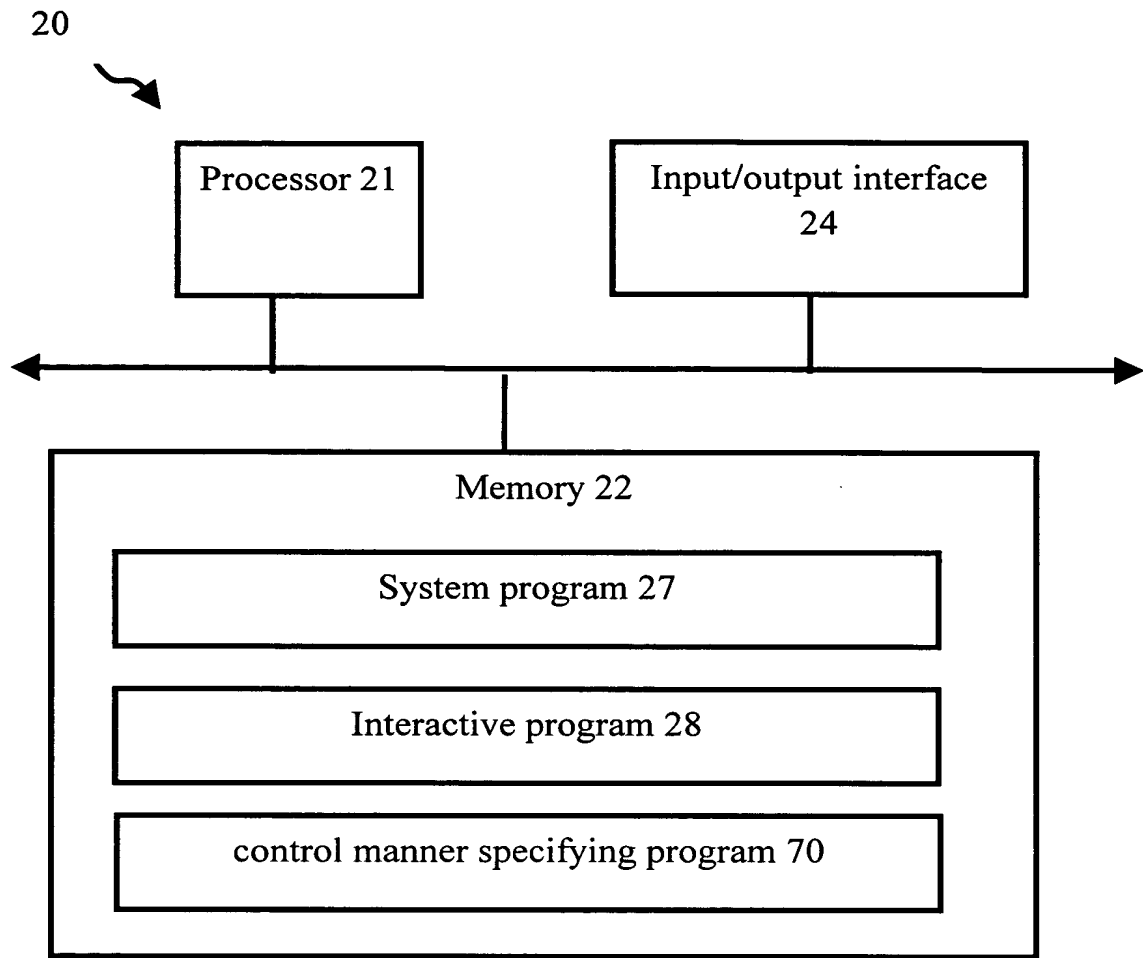 20
Processor 21
Input/output interface
24
Memory 22
System program 27
Interactive program 28
control manner specifying program 70